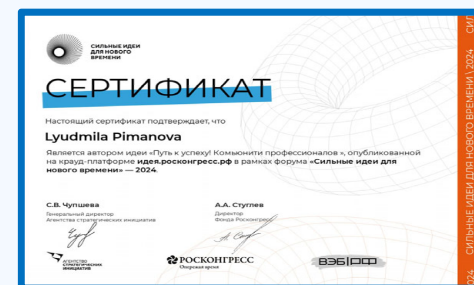 СИЛЬНЫЕ ИДЕИ
ДЛЯ НОВОГО
ВРЕМЕНИ
СЕРТИФИКАТ
Настоящий сертификат подтверждает, что
Lyudmila Pimanova
Является автором идеи «Путь к успеху! Комьюнити профессионалов », опубликованной
на крауд-платформе идея.росконгресс.рф в рамках форума «Сильные идеи для
нового времени» — 2024.
С.В. Чупшева
Генеральный директор
Агентства стратегических инициатив
А.А. Стуглев
Директор
Фонда Росконгресс
АГЕНТСТВО
СТРАТЕГИЧЕСКИХ
ИНИЦИАТИВ
РОСКОНГРЕСС
Оперская время
ВЭБ РФ
СИЛЬНЫЕ ИДЕИ ДЛЯ НОВОГО ВРЕМЕНИ \ 2024